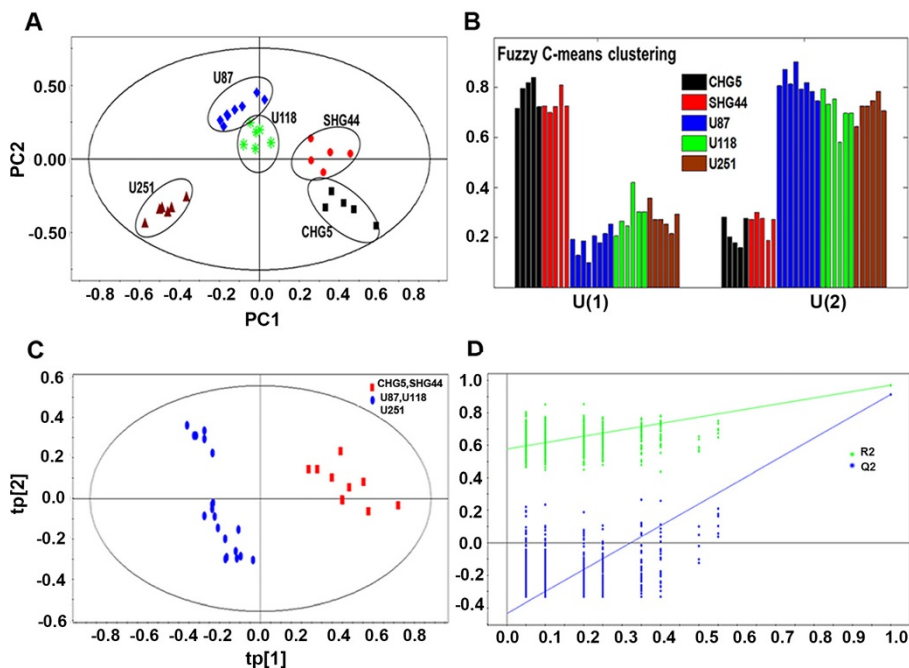 A
PC2
0.50
0.00
-0.50
U87
U118
SHG44
U251
CHG5
-0.8 -0.6 -0.4 -0.2 0.0 0.2 0.4 0.6 0.8
PC1
B
Fuzzy C-means clustering
0.8
0.6
0.4
0.2
CHG5
SHG44
U87
U118
U251
U(1) U(2)
C
tp[2]
0.6
0.4
0.2
0.0
-0.2
-0.4
-0.6
CHG5,SHG44
U87,U118
U251
-0.8 -0.6 -0.4 -0.2 0.0 0.2 0.4 0.6 0.8
tp[1]
D
1.0
0.8
0.6
0.4
0.2
0.0
-0.2
-0.4
R2
Q2
0.0 0.1 0.2 0.3 0.4 0.5 0.6 0.7 0.8 0.9 1.0